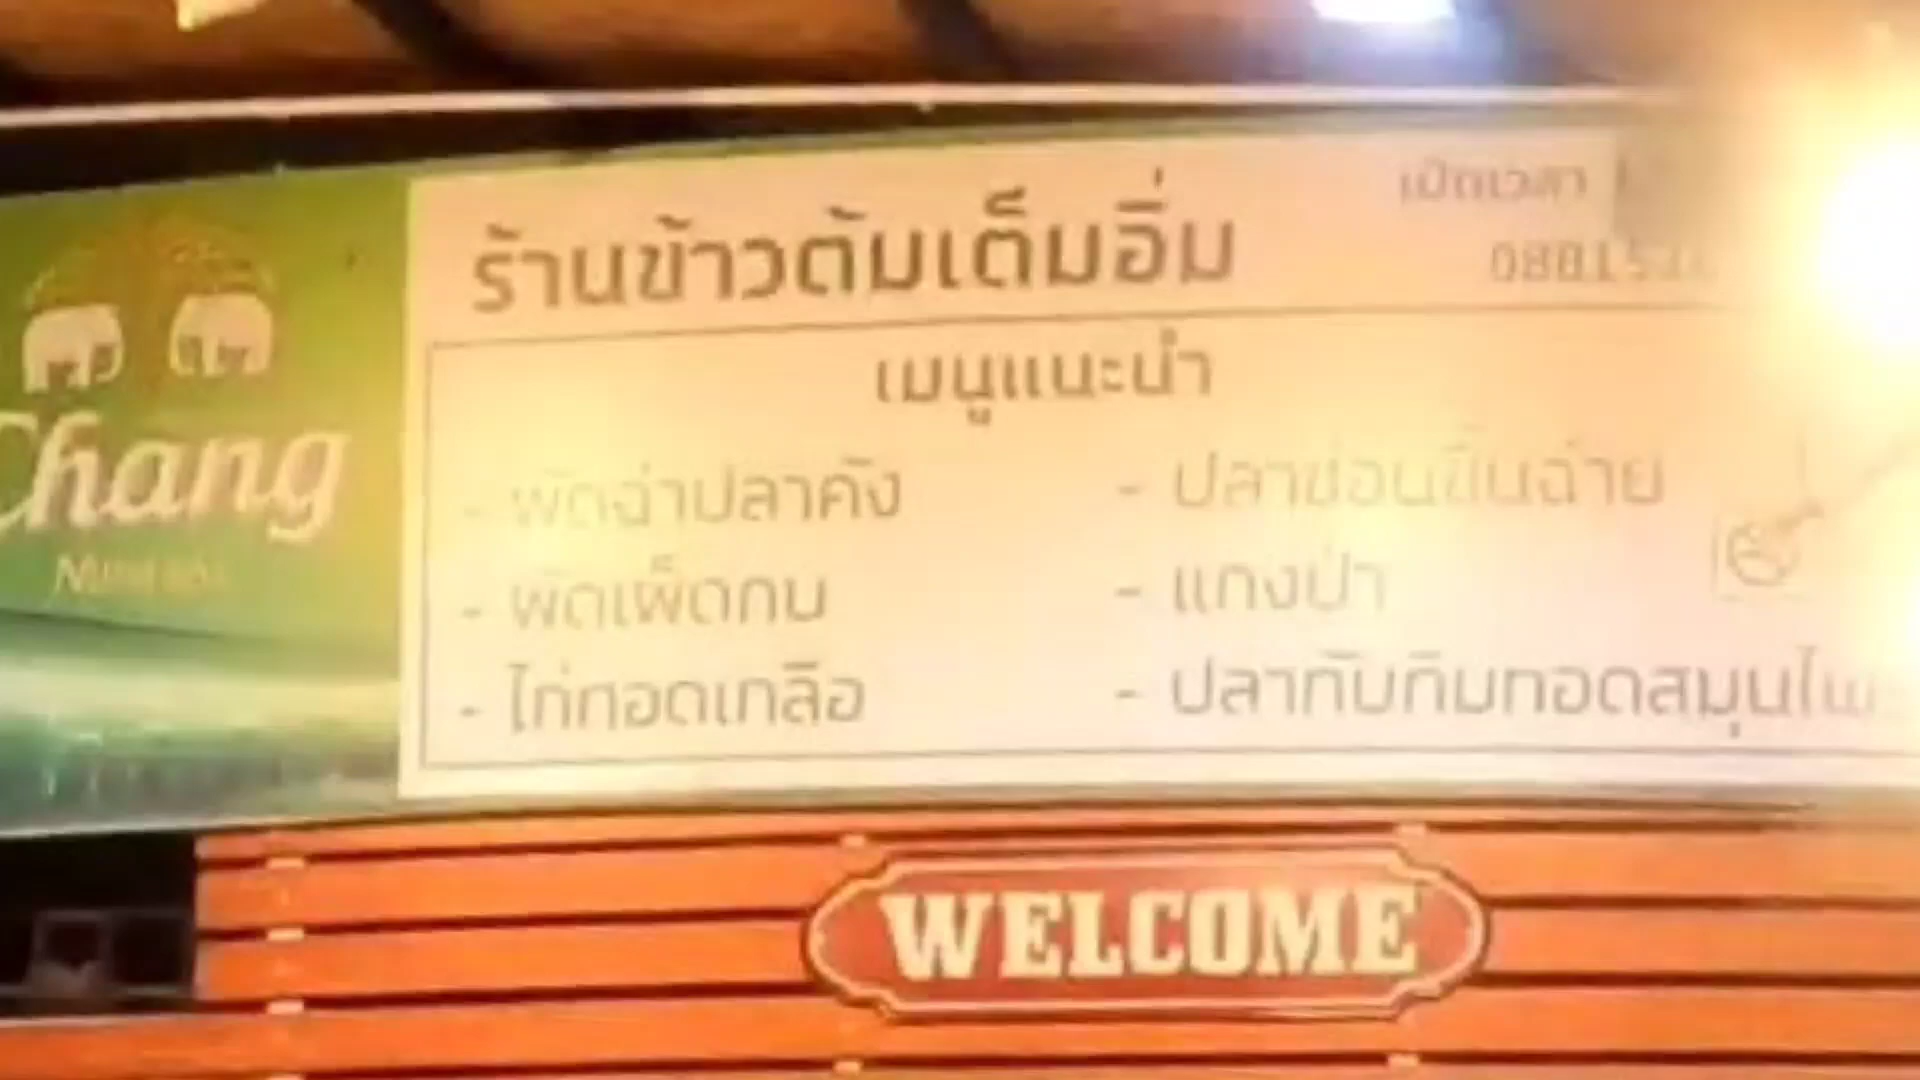 ร้านข้าวต้มเต็มอิ่ม
เปิดเวลา
เมนูแนะนำ
- ผัดฉ่าปลาคัง
- ผัดเผ็ดกบ
- ไก่ทอดเกลือ
- ปลาช่อนขึ้นฉ่าย
- แกงป่า
- ปลาทับทิมทอดสมุนไพร
Chang
WELCOME